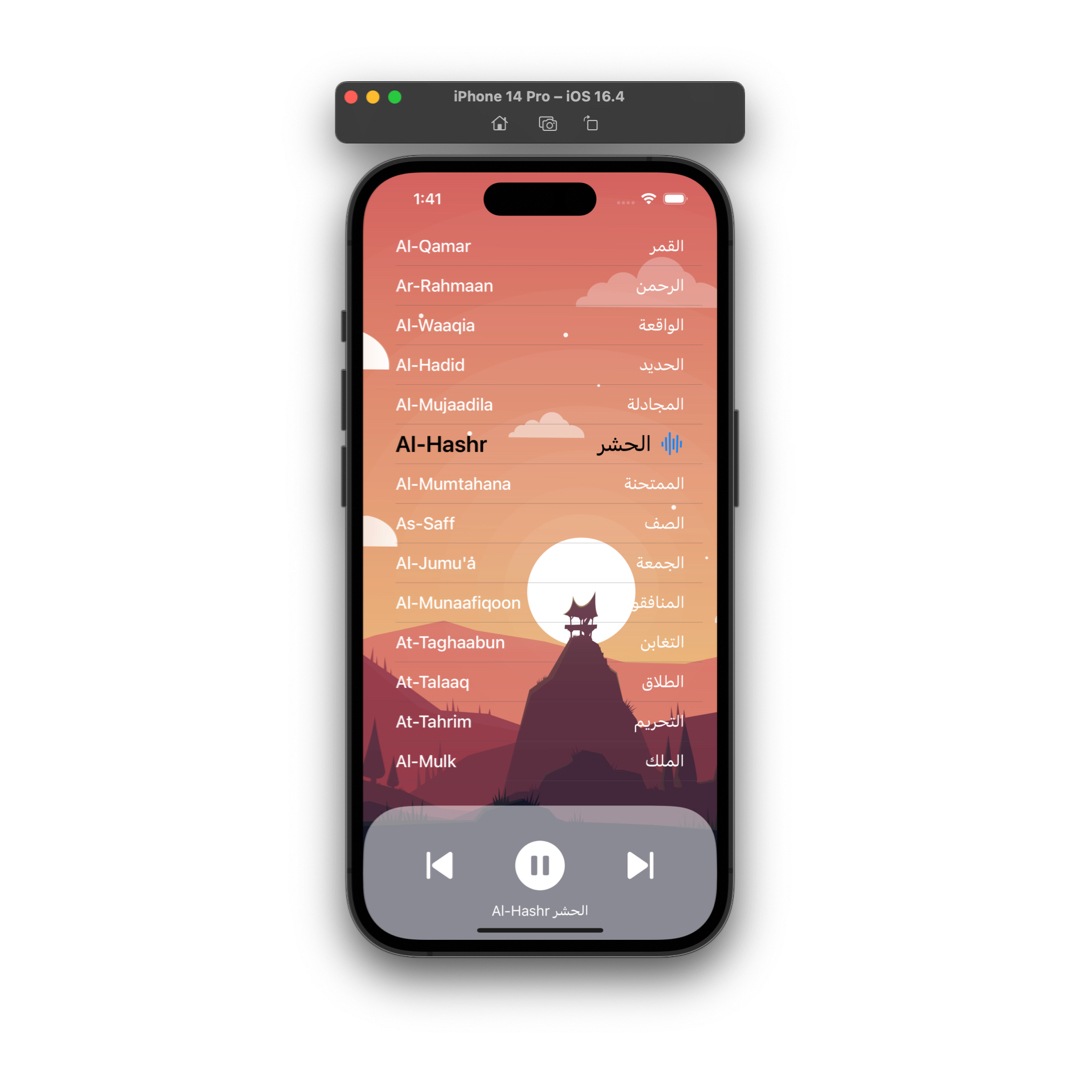 iPhone 14 Pro – iOS 16.4
1:41
Al-Qamar القمر
Ar-Rahmaan الرحمن
Al-Waaqia الواقعة
Al-Hadid الحديد
Al-Mujaadila المجادلة
Al-Hashr الحشر
Al-Mumtahana الممتحنة
As-Saff الصف
Al-Jumu'a الجمعة
Al-Munaafiqoon المنافقو
At-Taghaabun التغابن
At-Talaaq الطلاق
At-Tahrim التحريم
Al-Mulk الملك
Al-Hashr الحشر